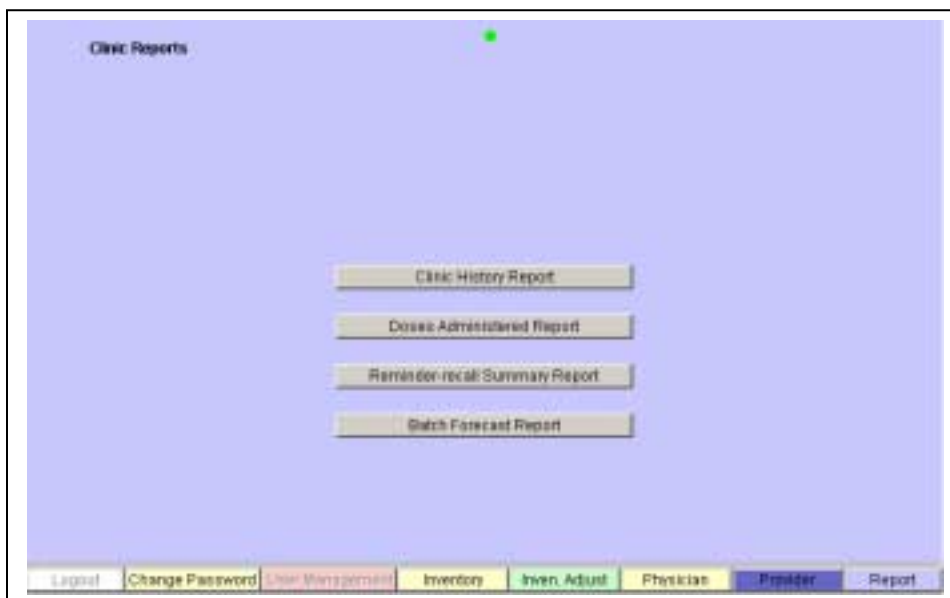 Clinic Reports
Clinic History Report
Doses Administered Report
Reminder-recall Summary Report
Batch Forecast Report
Logout Change Password User Management Inventory Inven. Adjust Physician Provider Report